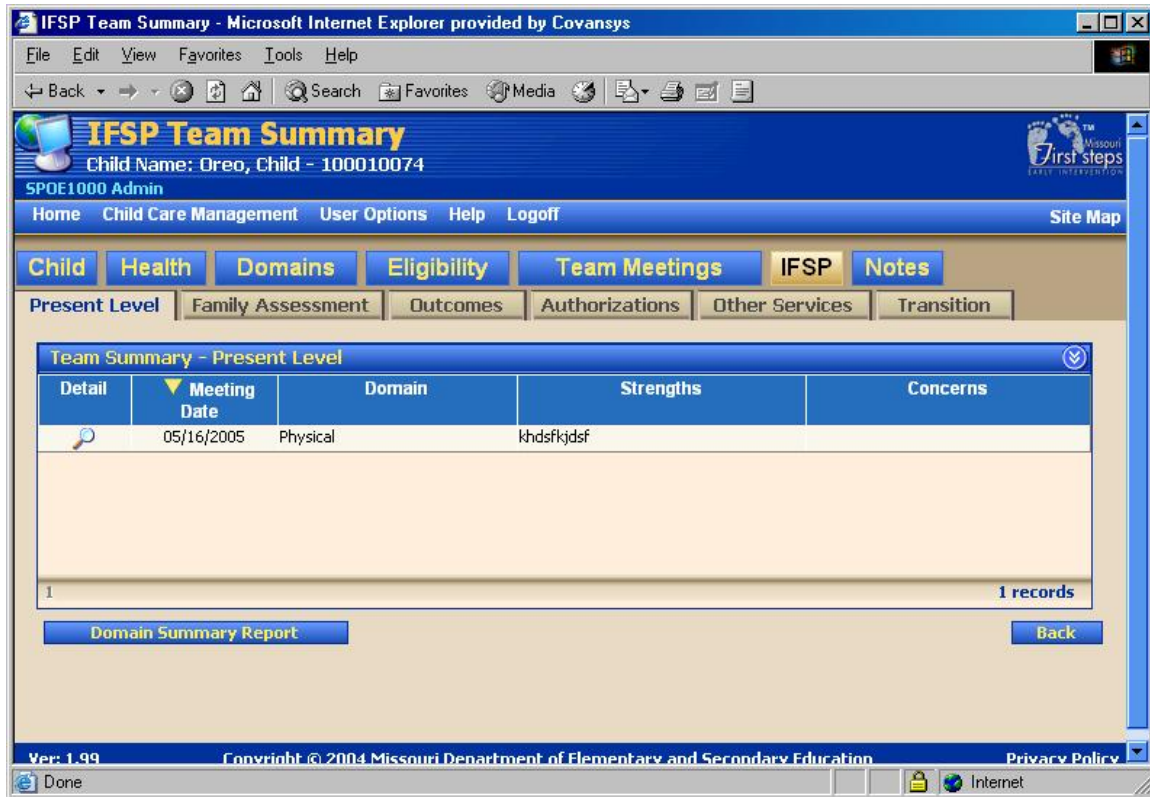 IFSP Team Summary - Microsoft Internet Explorer provided by Covansys
File Edit View Favorites Tools Help
Back Search Favorites Media
IFSP Team Summary
Child Name: Oreo, Child - 100010074
TM
Missouri
First steps
EARLY INTERVENTION
SPOE1000 Admin
Home Child Care Management User Options Help Logoff Site Map
Child Health Domains Eligibility Team Meetings IFSP Notes
Present Level Family Assessment Outcomes Authorizations Other Services Transition
Team Summary - Present Level
Detail Meeting Date Domain Strengths Concerns
05/16/2005 Physical khdsfkjdsf
1 1 records
Domain Summary Report Back
Ver: 1.99 Copyright © 2004 Missouri Department of Elementary and Secondary Education Privacy Policy
Done Internet